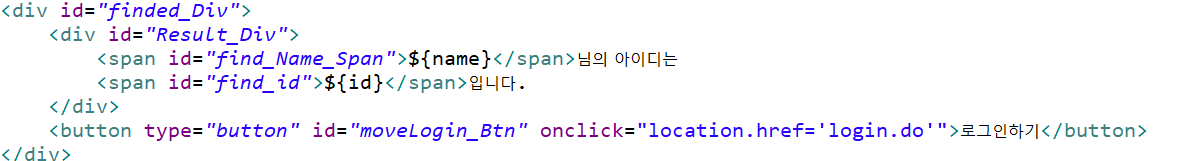 <div id="finded_Div">
    <div id="Result_Div">
        <span id="find_Name_Span">${name}</span>님의 아이디는
        <span id="find_id">${id}</span>입니다.
    </div>
    <button type="button" id="moveLogin_Btn" onclick="location.href='login.do'">로그인하기</button>
</div>